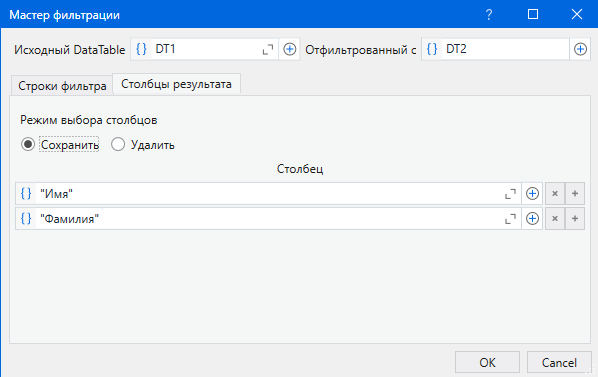 Мастер фильтрации ?
Исходный DataTable {} DT1 Отфильтрованный с {} DT2
Строки фильтра Столбцы результата
Режим выбора столбцов
Сохранить Удалить
Столбец
{} "Имя"
{} "Фамилия"
OK Cancel